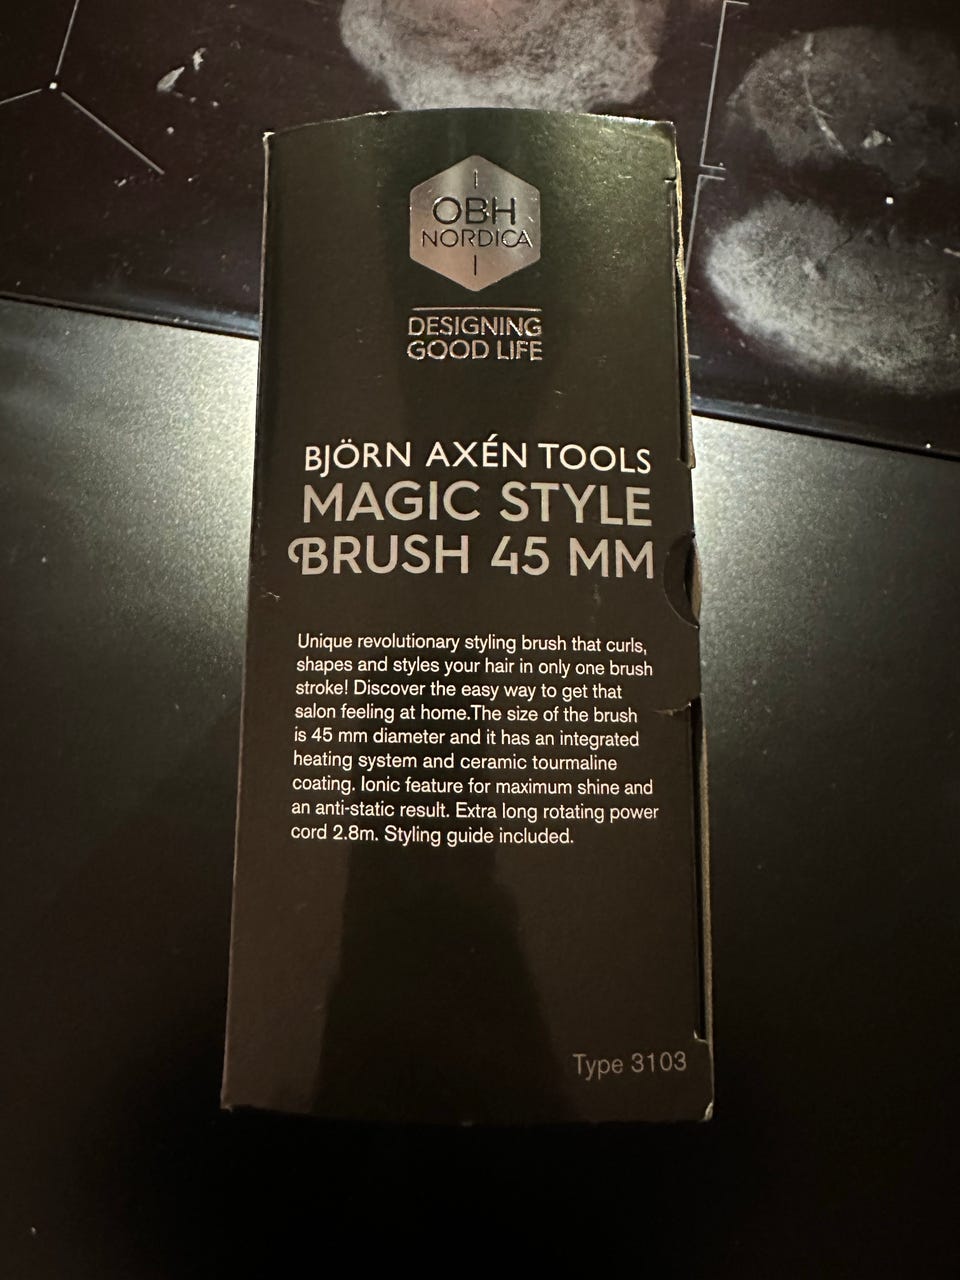 OBH
NORDICA
DESIGNING
GOOD LIFE
BJÖRN AXÉN TOOLS
MAGIC STYLE
BRUSH 45 MM
Unique revolutionary styling brush that curls,
shapes and styles your hair in only one brush
stroke! Discover the easy way to get that
salon feeling at home.The size of the brush
is 45 mm diameter and it has an integrated
heating system and ceramic tourmaline
coating. Ionic feature for maximum shine and
an anti-static result. Extra long rotating power
cord 2.8m. Styling guide included.
Type 3103